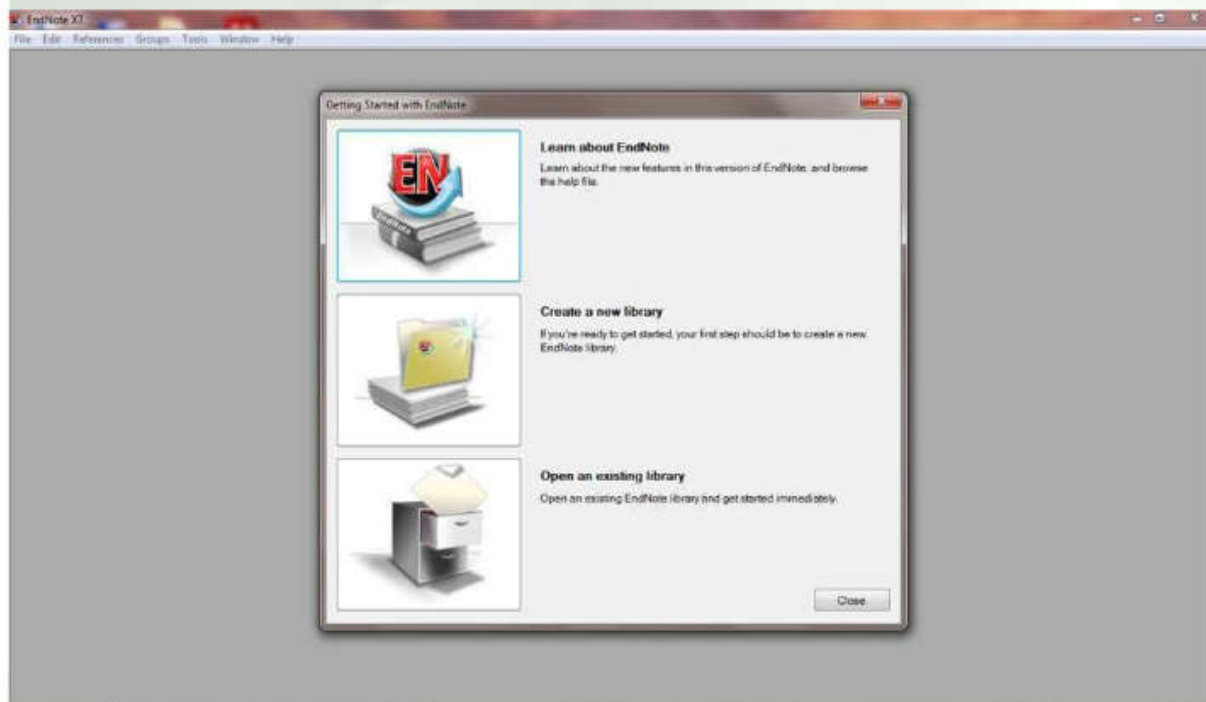 EndNote X7
File Edit References Groups Tools Window Help
Getting Started with EndNote
EN
EndNote
Learn about EndNote
Learn about the new features in this version of EndNote, and browse
the help file.
Create a new library
If you're ready to get started, your first step should be to create a new
EndNote library.
Open an existing library
Open an existing EndNote library and get started immediately.
Close